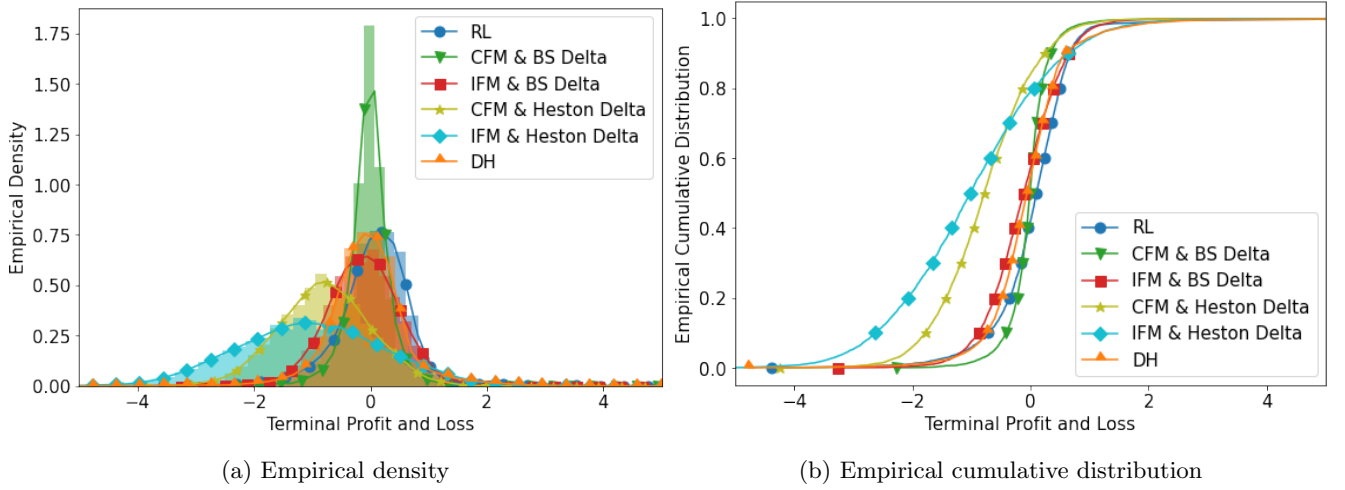 1.75
1.50
1.25
1.00
0.75
0.50
0.25
0.00
Empirical Density
−4
−2
0
2
4
Terminal Profit and Loss
RL
CFM & BS Delta
IFM & BS Delta
CFM & Heston Delta
IFM & Heston Delta
DH
(a) Empirical density
1.0
0.8
0.6
0.4
0.2
0.0
Empirical Cumulative Distribution
−4
−2
0
2
4
Terminal Profit and Loss
RL
CFM & BS Delta
IFM & BS Delta
CFM & Heston Delta
IFM & Heston Delta
DH
(b) Empirical cumulative distribution